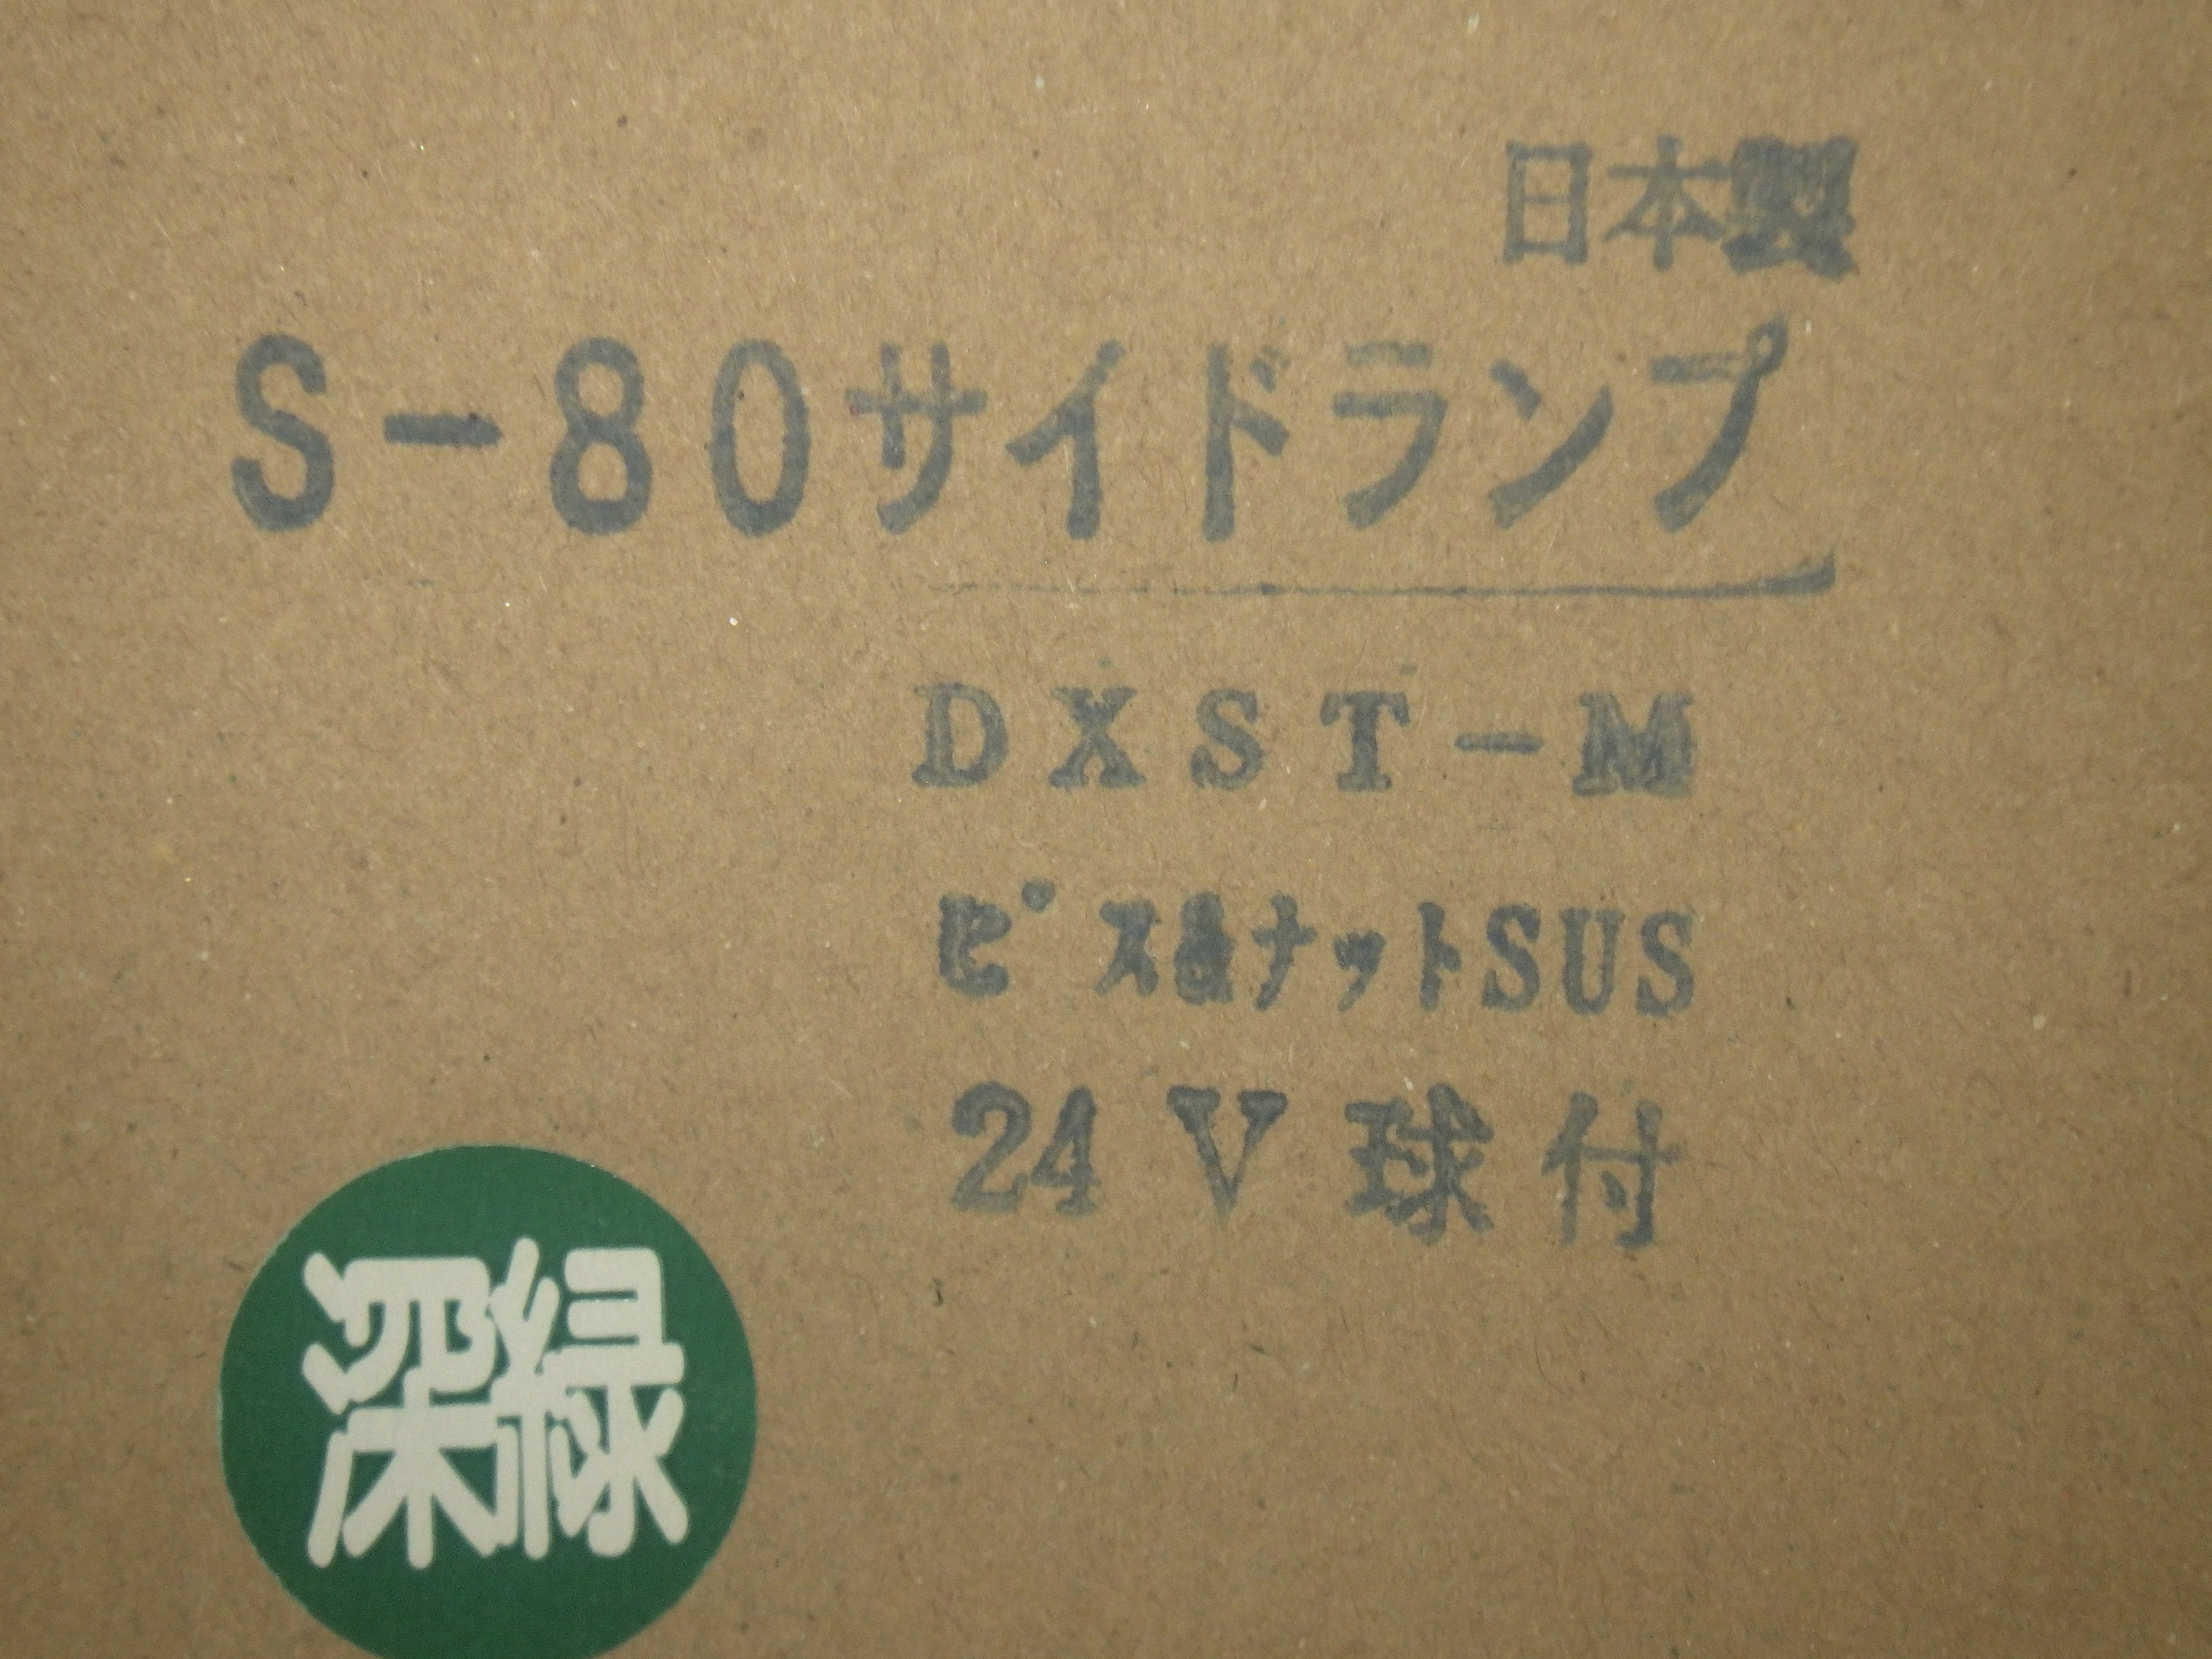 日本製
S-80サイドランプ
DXST-M
ビス&ナットSUS
24V球付
深緑